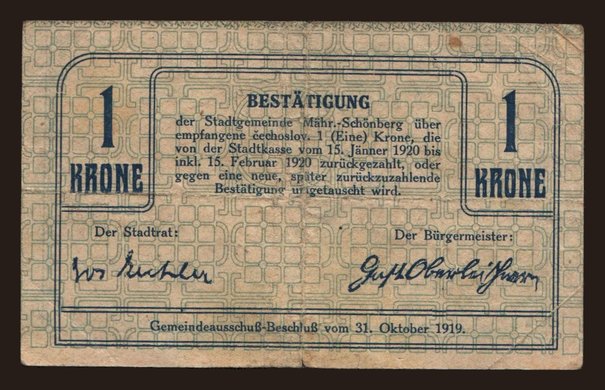 1
KRONE
BESTÄTIGUNG
der Stadtgemeinde Mähr.-Schönberg über
empfangene čechoslov. 1 (Eine) Krone, die
von der Stadtkasse vom 15. Jänner 1920 bis
inkl. 15. Februar 1920 zurückgezahlt, oder
gegen eine neue, später zurückzuzahlende
Bestätigung umgetauscht wird.
1
KRONE
Der Stadtrat:
Der Bürgermeister:
Gust Oberleithner
Gemeindeausschuß-Beschluß vom 31. Oktober 1919.